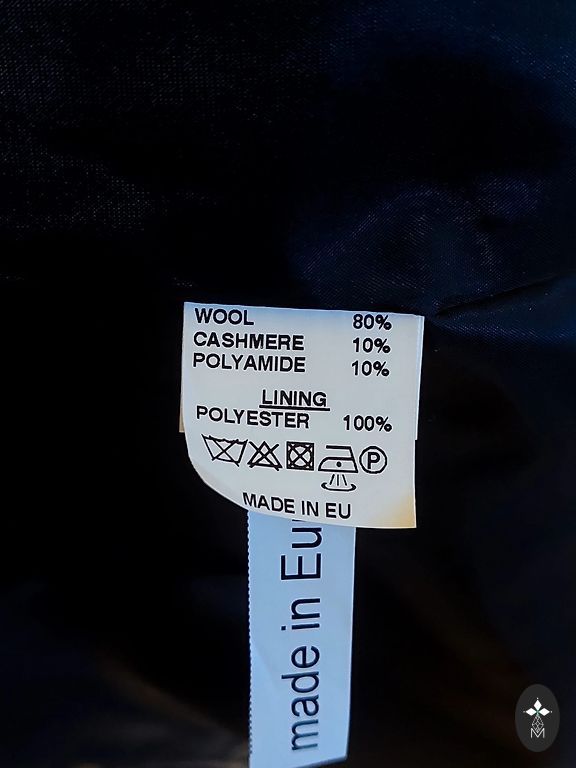 WOOL 80%
CASHMERE 10%
POLYAMIDE 10%
LINING
POLYESTER 100%
P
MADE IN EU
made in Eu
M